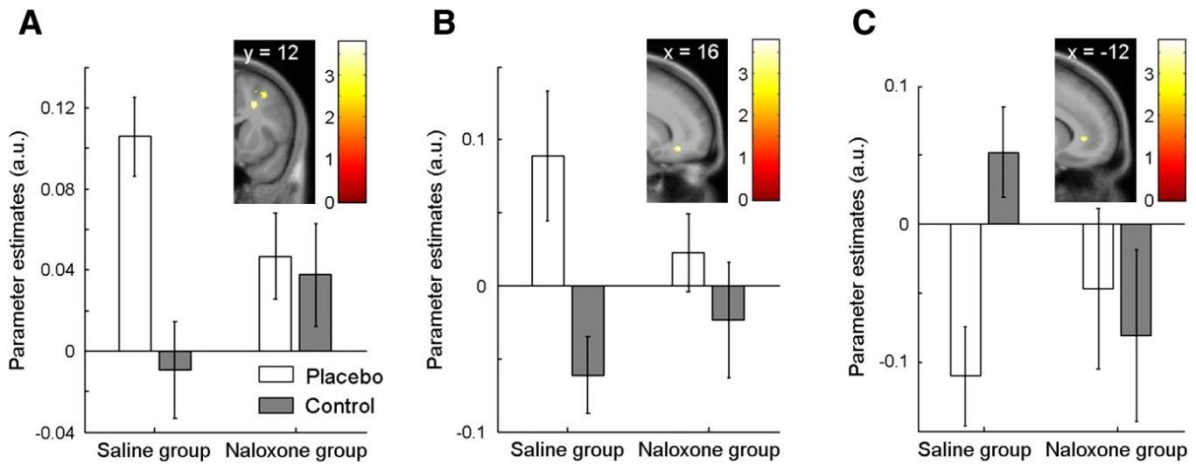 A
y = 12
3
2
1
0
0.12
0.08
0.04
0
-0.04
Parameter estimates (a.u.)
Placebo
Control
Saline group Naloxone group
B
x = 16
3
2
1
0
0.1
0
-0.1
Parameter estimates (a.u.)
Saline group Naloxone group
C
x = -12
3
2
1
0
0.1
0
-0.1
Parameter estimates (a.u.)
Saline group Naloxone group